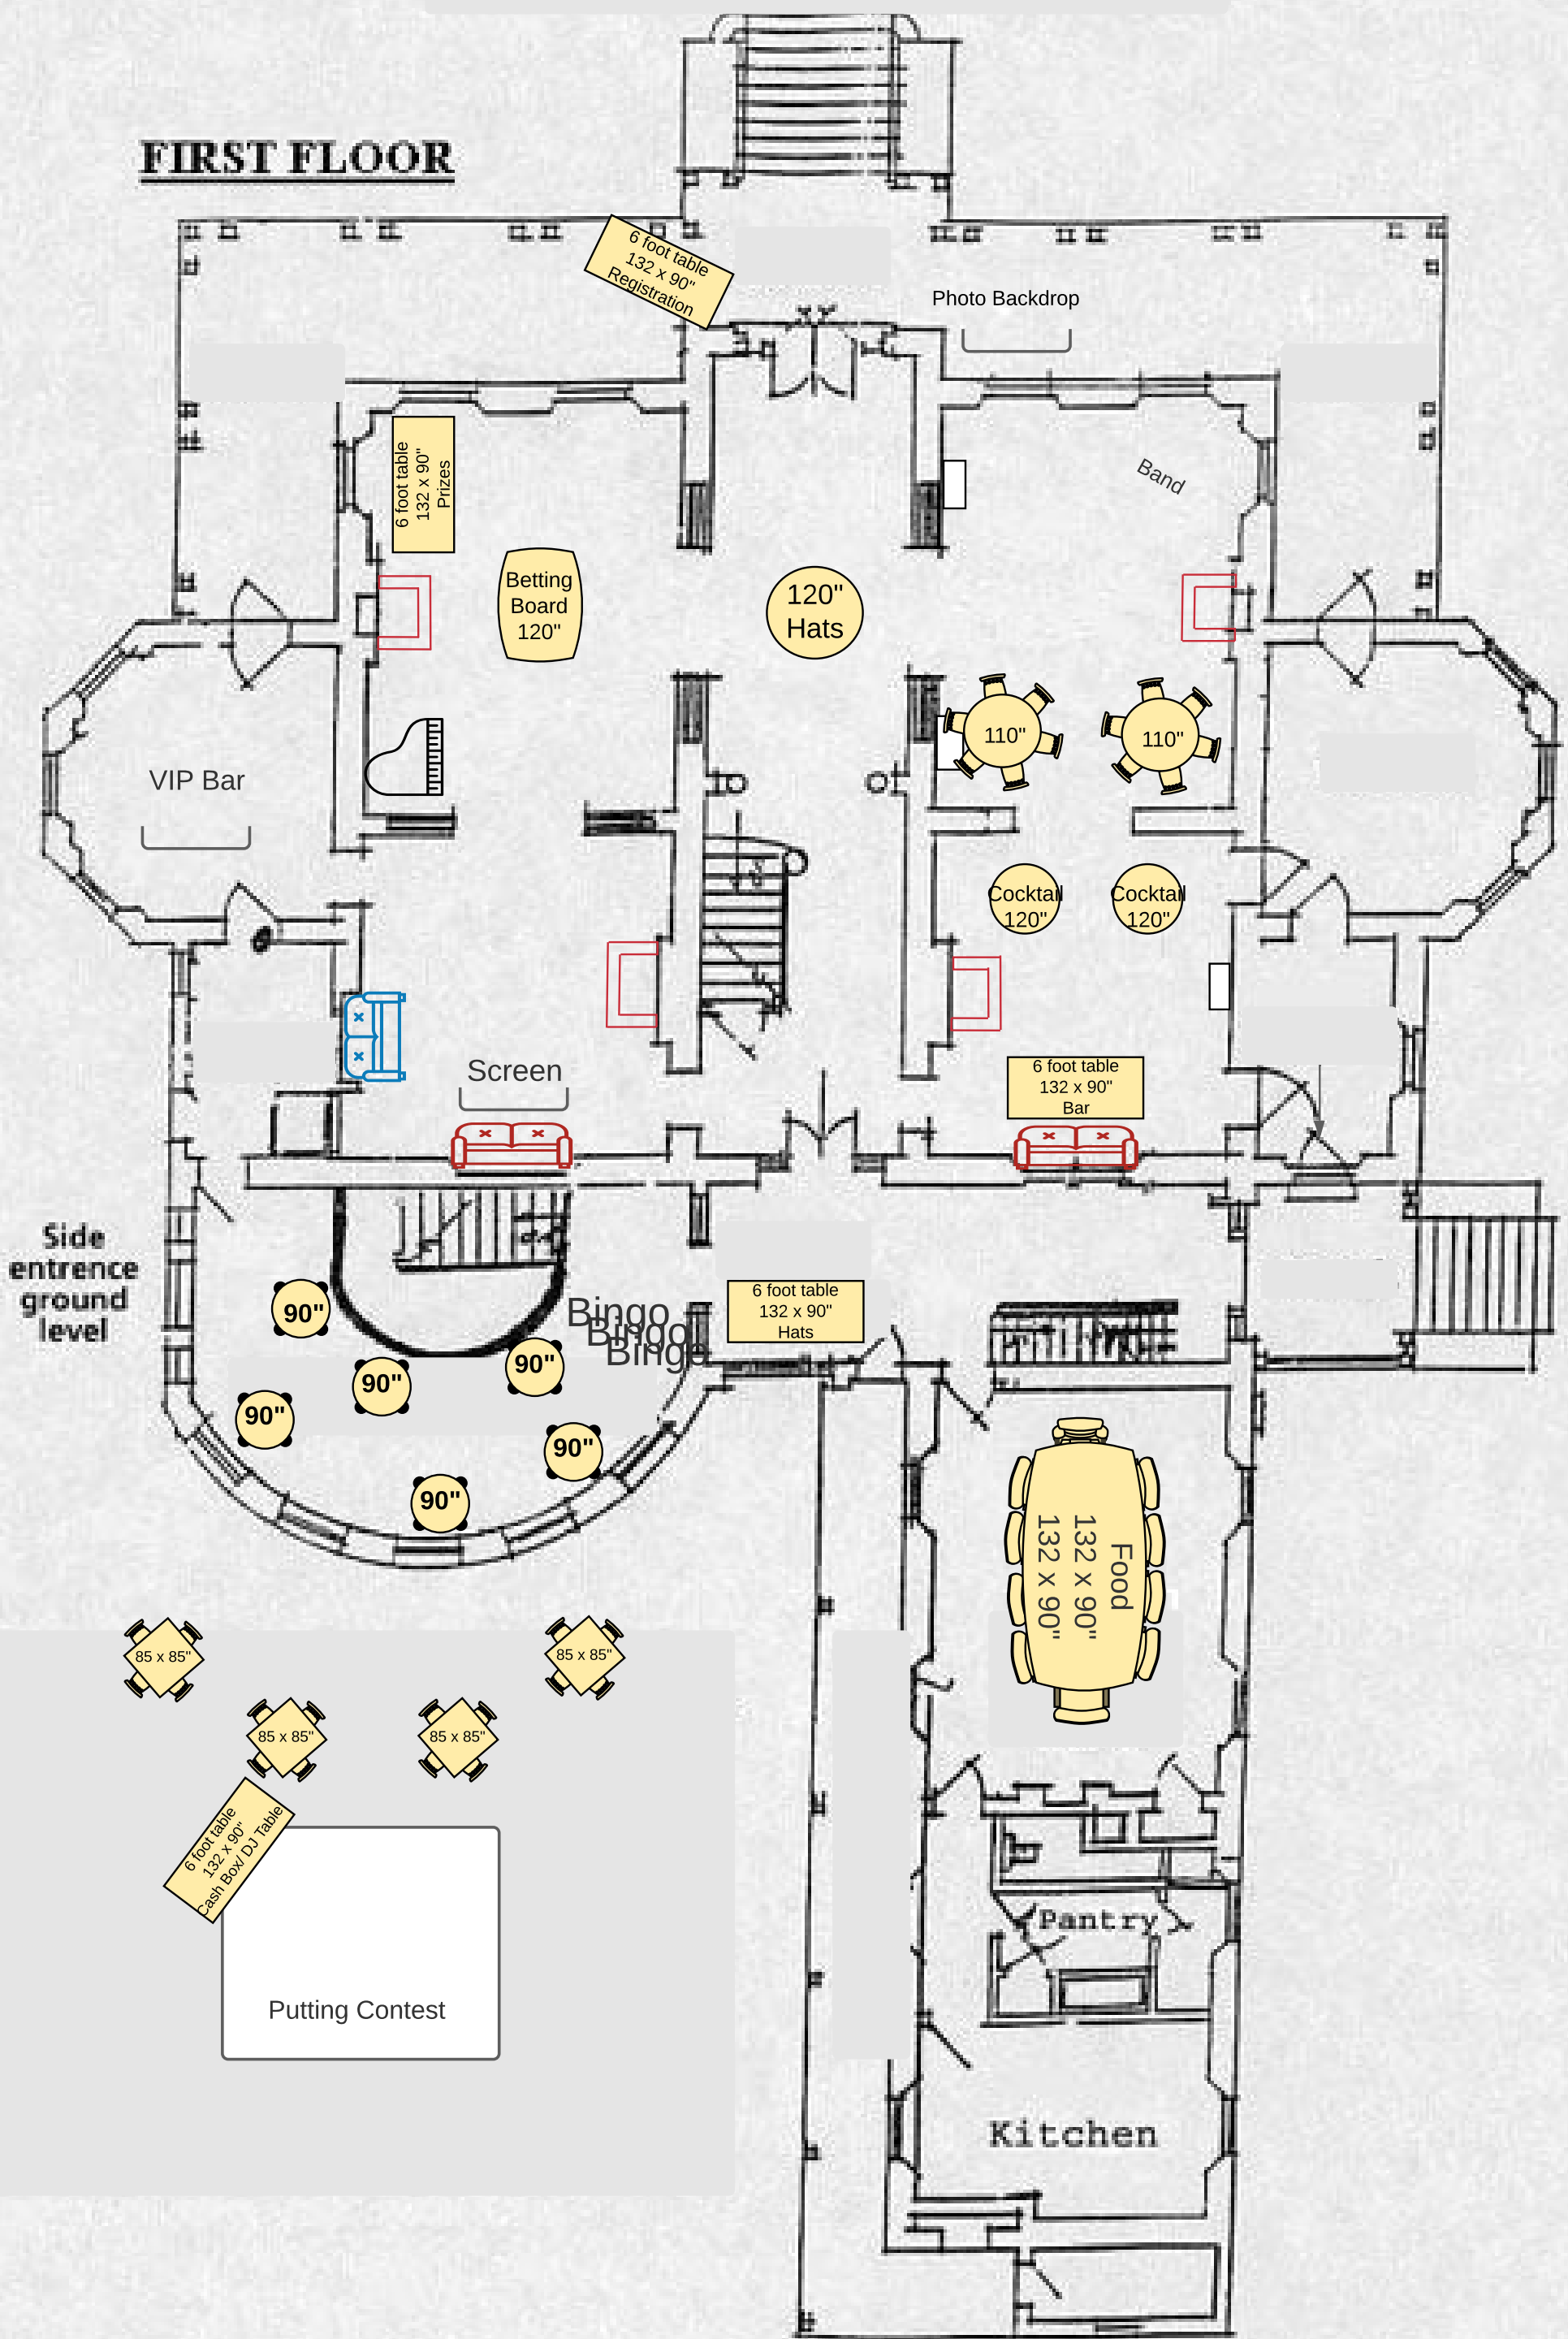 FIRST FLOOR
6 foot table
132 x 90"
Registration
Photo Backdrop
6 foot table
132 x 90"
Prizes
Band
Betting
Board
120"
120"
Hats
110"
110"
VIP Bar
Cocktail
120"
Cocktail
120"
Screen
6 foot table
132 x 90"
Bar
Side
entrence
ground
level
6 foot table
132 x 90"
Hats
Bingo
Bingo
Bingo
90"
90"
90"
90"
90"
90"
Food
132 x 90"
132 x 90"
85 x 85"
85 x 85"
85 x 85"
85 x 85"
6 foot table
132 x 90"
Cash Box/ DJ Table
Putting Contest
Pantry
Kitchen